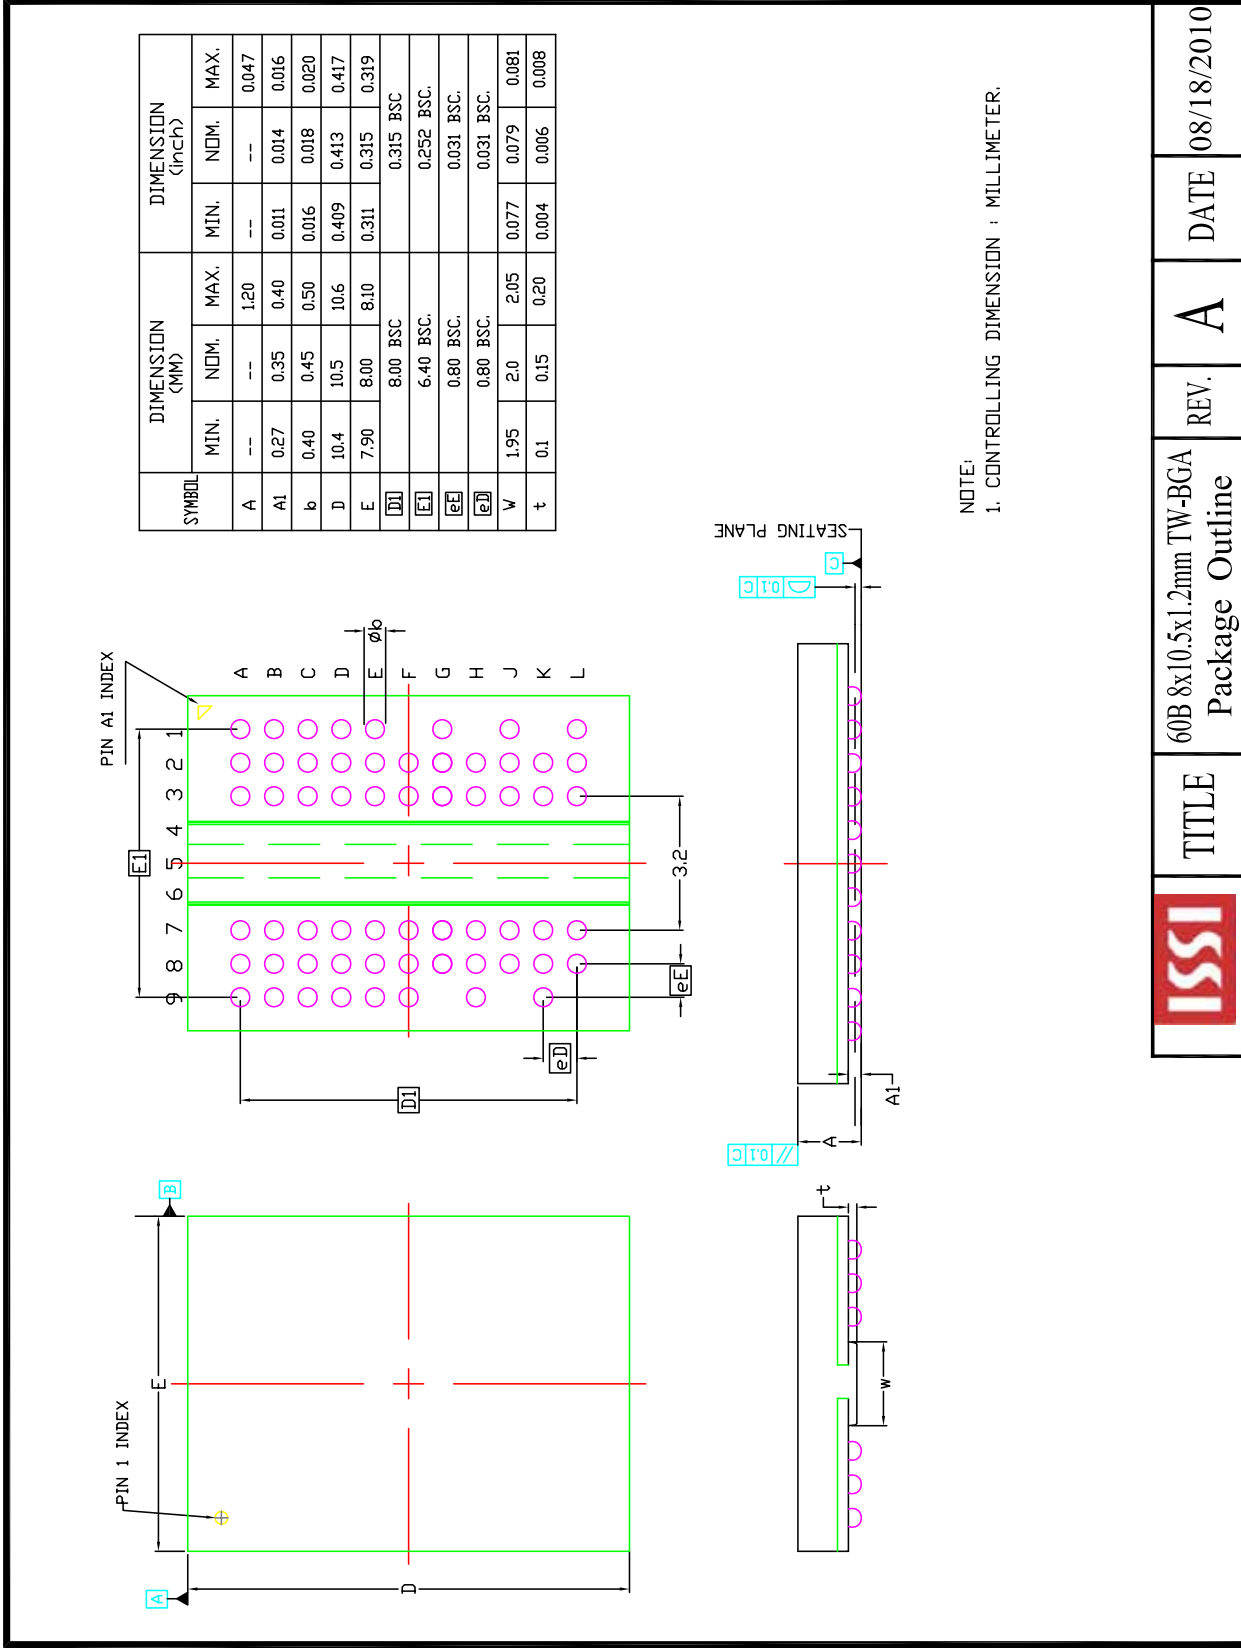 PIN 1 INDEX
E
D
A
B
PIN A1 INDEX
E1
9 8 7 6 5 4 3 2 1
A
B
C
D
E
F
G
H
J
K
L
Øb
D1
eD
eE
3.2
SYMBOL DIMENSION (MM) DIMENSION (inch)
MIN. NOM. MAX. MIN. NOM. MAX.
A -- -- 1.20 -- -- 0.047
A1 0.27 0.35 0.40 0.011 0.014 0.016
b 0.40 0.45 0.50 0.016 0.018 0.020
D 10.4 10.5 10.6 0.409 0.413 0.417
E 7.90 8.00 8.10 0.311 0.315 0.319
D1 8.00 BSC 0.315 BSC
E1 6.40 BSC. 0.252 BSC.
eE 0.80 BSC. 0.031 BSC.
eD 0.80 BSC. 0.031 BSC.
W 1.95 2.0 2.05 0.077 0.079 0.081
t 0.1 0.15 0.20 0.004 0.006 0.008
t
W
// 0.1 C
A
A1
0.1 C
C
SEATING PLANE
NOTE:
1. CONTROLLING DIMENSION : MILLIMETER.
ISSI
TITLE
60B 8x10.5x1.2mm TW-BGA
Package Outline
REV.
A
DATE
08/18/2010